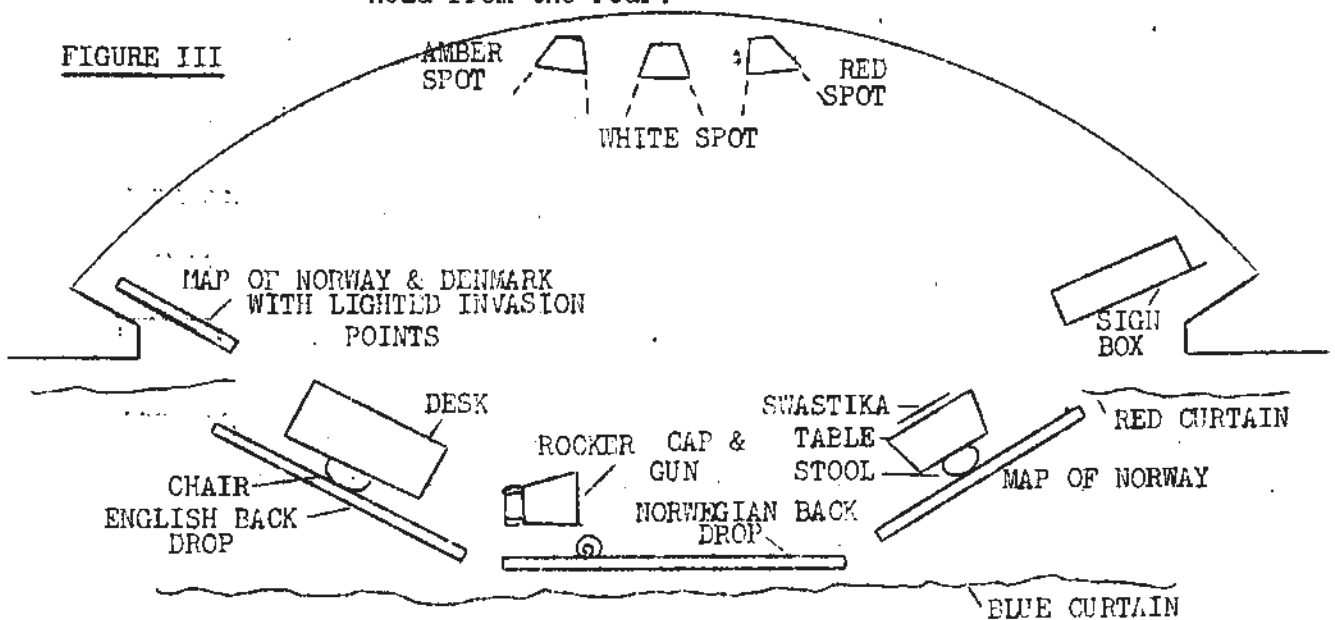 FIGURE III
AMBER
SPOT
RED
SPOT
WHITE SPOT
MAP OF NORWAY & DENMARK
WITH LIGHTED INVASION
POINTS
SIGN
BOX
DESK
SWASTIKA
RED CURTAIN
ROCKER
CAP &
GUN
TABLE
STOOL
MAP OF NORWAY
CHAIR
ENGLISH BACK
DROP
NORWEGIAN BACK
DROP
BLUE CURTAIN